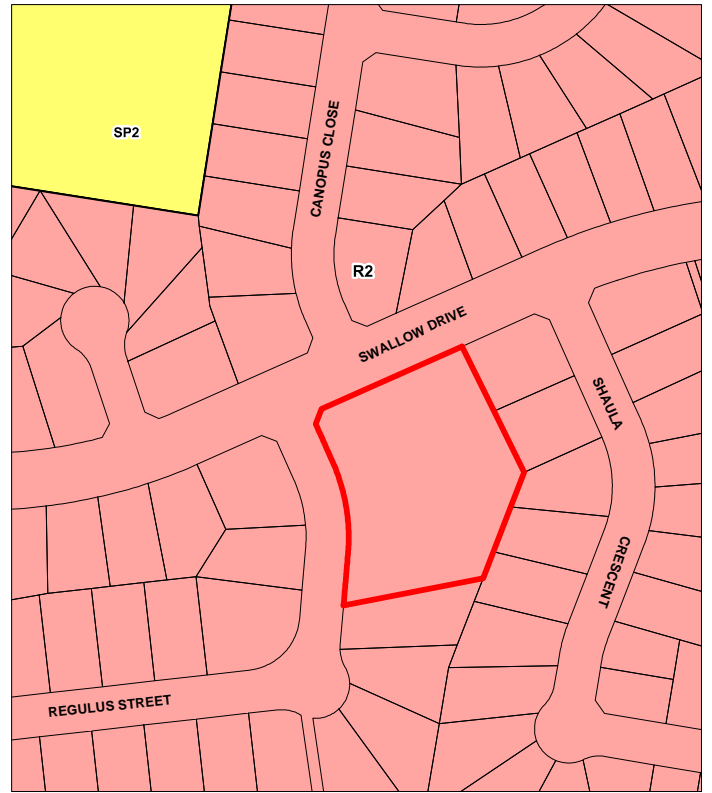 SP2
CANOPUS CLOSE
R2
SWALLOW DRIVE
SHAULA
CRESCENT
REGULUS STREET